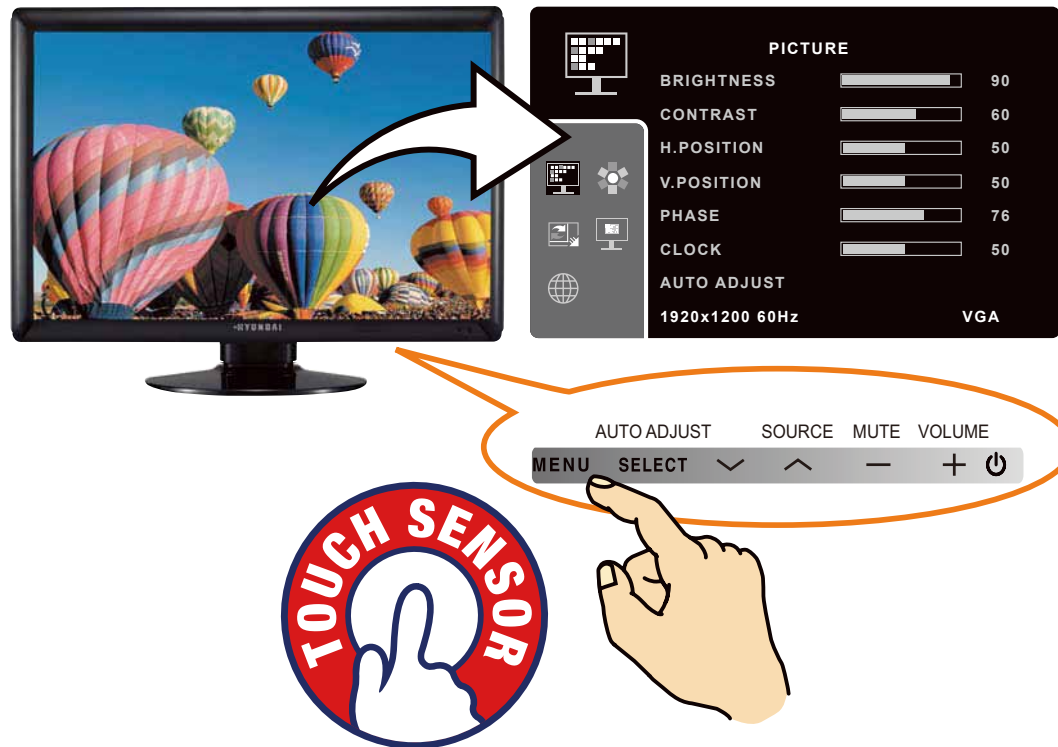 HYUNDAI
PICTURE
BRIGHTNESS 90
CONTRAST 60
H.POSITION 50
V.POSITION 50
PHASE 76
CLOCK 50
AUTO ADJUST
1920x1200 60Hz VGA
AUTO ADJUST SOURCE MUTE VOLUME
MENU SELECT − +
TOUCH SENSOR